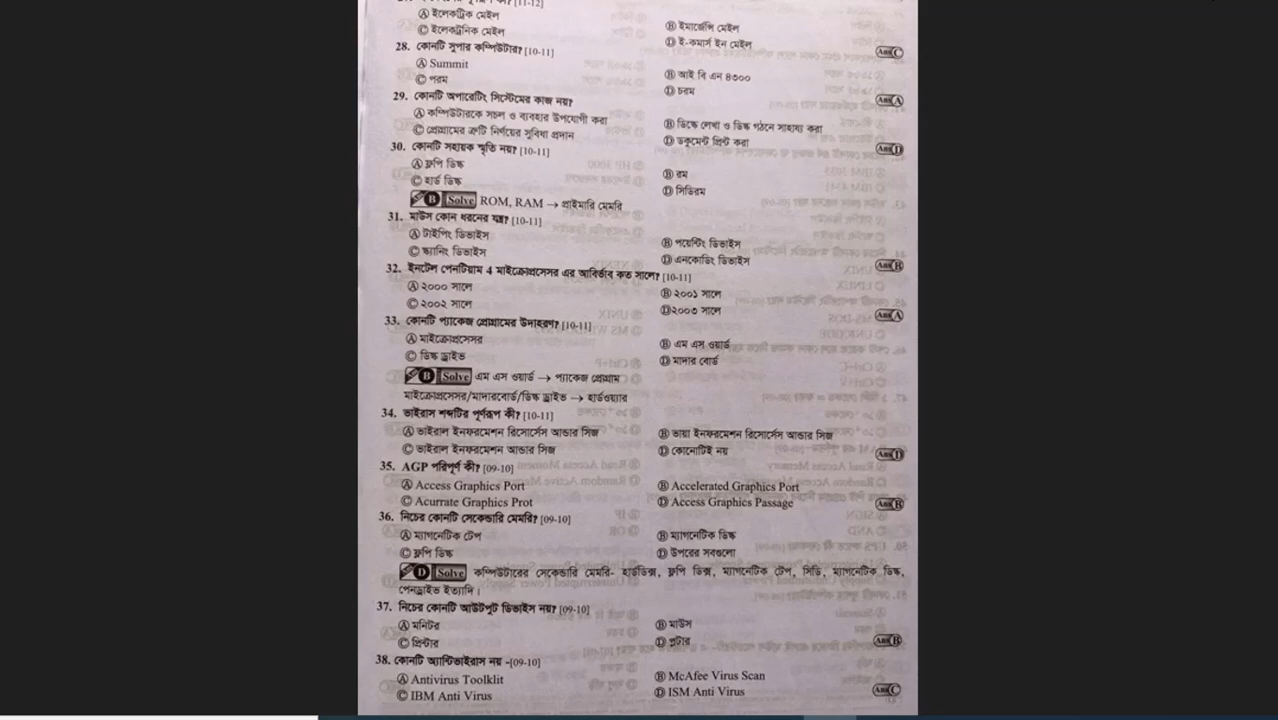 [11-12]
Ⓐ ইলেকট্রিক মেইল Ⓑ ইমার্জেন্সি মেইল
Ⓒ ইলেকট্রনিক মেইল Ⓓ ই-কমার্স ইন মেইল Ans Ⓒ
28. কোনটি সুপার কম্পিউটার? [10-11]
Ⓐ Summit Ⓑ আই বি এন ৪৩০০
Ⓒ পরম Ⓓ চরম Ans Ⓐ
29. কোনটি অপারেটিং সিস্টেমের কাজ নয়?
Ⓐ কম্পিউটারকে সচল ও ব্যবহার উপযোগী করা Ⓑ ডিস্কে লেখা ও ডিস্ক গঠনে সাহায্য করা
Ⓒ প্রোগ্রামের ত্রুটি নির্ণয়ের সুবিধা প্রদান Ⓓ ডকুমেন্ট প্রিন্ট করা Ans Ⓓ
30. কোনটি সহায়ক স্মৃতি নয়? [10-11]
Ⓐ ফ্লপি ডিস্ক Ⓑ রম
Ⓒ হার্ড ডিস্ক Ⓓ সিডিরম
Ⓑ Solve ROM, RAM → প্রাইমারি মেমরি
31. মাউস কোন ধরনের যন্ত্র? [10-11]
Ⓐ টাইপিং ডিভাইস Ⓑ পয়েন্টিং ডিভাইস
Ⓒ স্ক্যানিং ডিভাইস Ⓓ এনকোডিং ডিভাইস Ans Ⓑ
32. ইনটেল পেনটিয়াম 4 মাইক্রোপ্রসেসর এর আবির্ভাব কত সালে? [10-11]
Ⓐ ২০০০ সালে Ⓑ ২০০১ সালে
Ⓒ ২০০২ সালে Ⓓ ২০০৩ সালে Ans Ⓐ
33. কোনটি প্যাকেজ প্রোগ্রামের উদাহরণ? [10-11]
Ⓐ মাইক্রোপ্রসেসর Ⓑ এম এস ওয়ার্ড
Ⓒ ডিস্ক ড্রাইভ Ⓓ মাদার বোর্ড
Ⓑ Solve এম এস ওয়ার্ড → প্যাকেজ প্রোগ্রাম
মাইক্রোপ্রসেসর/মাদারবোর্ড/ডিস্ক ড্রাইভ → হার্ডওয়্যার
34. ভাইরাস শব্দটির পূর্ণরূপ কী? [10-11]
Ⓐ ভাইরাল ইনফরমেশন রিসোর্সেস আন্ডার সিজ Ⓑ ভায়া ইনফরমেশন রিসোর্সেস আন্ডার সিজ
Ⓒ ভাইরাল ইনফরমেশন আন্ডার সিজ Ⓓ কোনোটিই নয় Ans Ⓓ
35. AGP পরিপূর্ণ কী? [09-10]
Ⓐ Access Graphics Port Ⓑ Accelerated Graphics Port
Ⓒ Acurrate Graphics Prot Ⓓ Access Graphics Passage Ans Ⓑ
36. নিচের কোনটি সেকেন্ডারি মেমরি? [09-10]
Ⓐ ম্যাগনেটিক টেপ Ⓑ ম্যাগনেটিক ডিস্ক
Ⓒ ফ্লপি ডিস্ক Ⓓ উপরের সবগুলো
Ⓓ Solve কম্পিউটারের সেকেন্ডারি মেমরি- হার্ডডিস্ক, ফ্লপি ডিস্ক, ম্যাগনেটিক টেপ, সিডি, ম্যাগনেটিক ডিস্ক,
পেনড্রাইভ ইত্যাদি।
37. নিচের কোনটি আউটপুট ডিভাইস নয়? [09-10]
Ⓐ মনিটর Ⓑ মাউস
Ⓒ প্রিন্টার Ⓓ প্লটার Ans Ⓑ
38. কোনটি অ্যান্টিভাইরাস নয় -[09-10]
Ⓐ Antivirus Toolklit Ⓑ McAfee Virus Scan
Ⓒ IBM Anti Virus Ⓓ ISM Anti Virus Ans Ⓒ